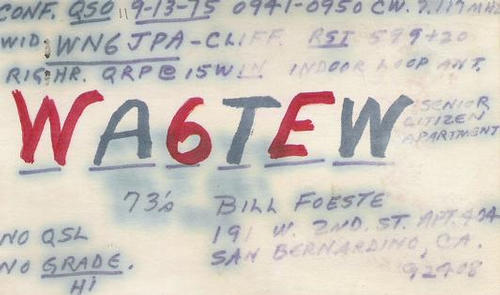 CONF. QSO 9-13-75 0941-0950 CW. 7.117 MHZ
WID. WN6JPA-CLIFF. RST 599+20
RIG: HR. QRP @ 15W IN INDOOR LOOP ANT.
WA6TEW
SENIOR
CITIZEN
APARTMENT
73's BILL FOESTE
191 W. 2ND. ST. APT. 404
SAN BERNARDINO, CA.
92408
NO QSL
NO GRADE.
HI